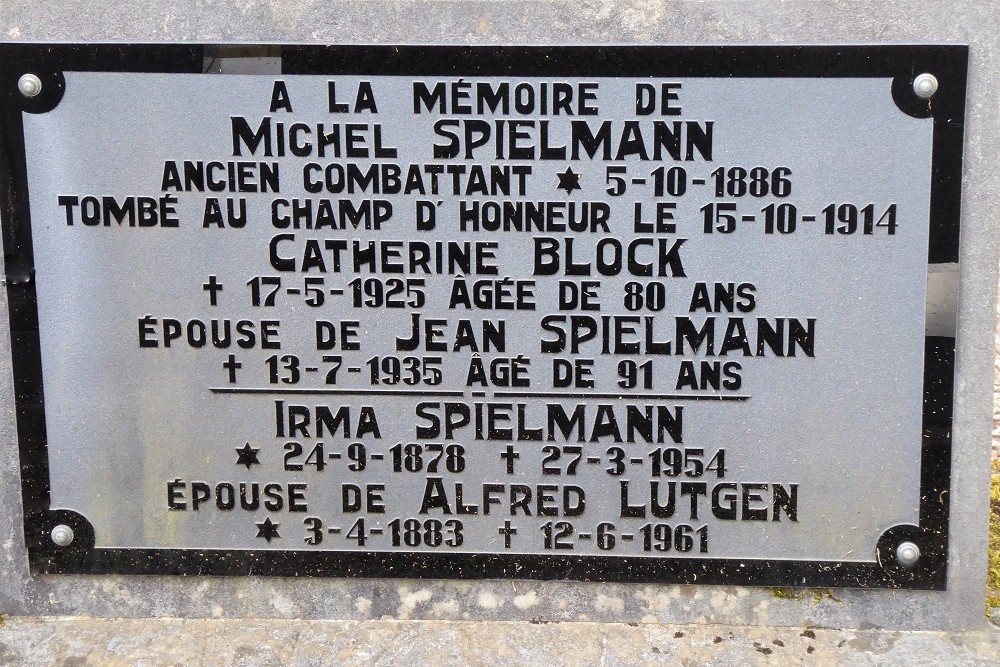 A LA MÉMOIRE DE
MICHEL SPIELMANN
ANCIEN COMBATTANT ★ 5-10-1886
TOMBÉ AU CHAMP D'HONNEUR LE 15-10-1914
CATHERINE BLOCK
✝ 17-5-1925 ÂGÉE DE 80 ANS
ÉPOUSE DE JEAN SPIELMANN
✝ 13-7-1935 ÂGÉ DE 91 ANS
IRMA SPIELMANN
★ 24-9-1878 ✝ 27-3-1954
ÉPOUSE DE ALFRED LUTGEN
★ 3-4-1883 ✝ 12-6-1961